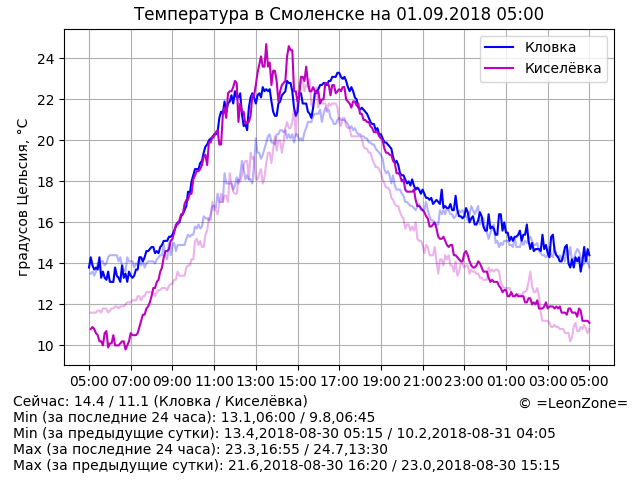 Температура в Смоленске на 01.09.2018 05:00
градусов Цельсия, °C
24
22
20
18
16
14
12
10
Кловка
Киселёвка
05:00 07:00 09:00 11:00 13:00 15:00 17:00 19:00 21:00 23:00 01:00 03:00 05:00
Сейчас: 14.4 / 11.1 (Кловка / Киселёвка)
© =LeonZone=
Min (за последние 24 часа): 13.1,06:00 / 9.8,06:45
Min (за предыдущие сутки): 13.4,2018-08-30 05:15 / 10.2,2018-08-31 04:05
Max (за последние 24 часа): 23.3,16:55 / 24.7,13:30
Max (за предыдущие сутки): 21.6,2018-08-30 16:20 / 23.0,2018-08-30 15:15